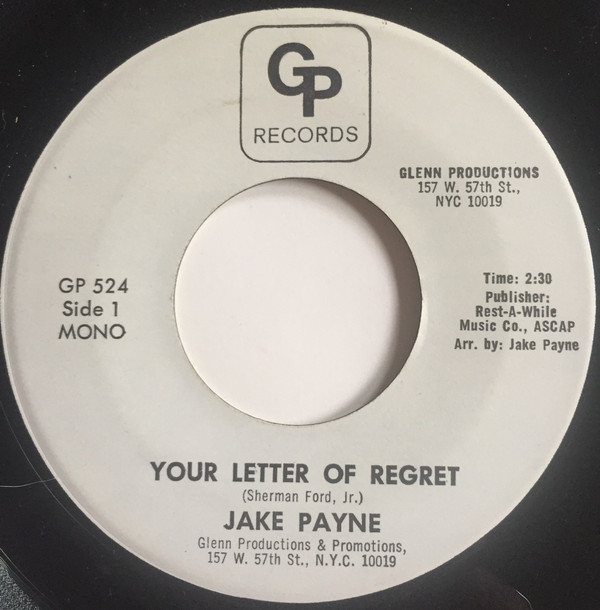 GP
RECORDS
GLENN PRODUCTIONS
157 W. 57th St.,
NYC 10019
GP 524
Side 1
MONO
Time: 2:30
Publisher:
Rest-A-While
Music Co., ASCAP
Arr. by: Jake Payne
YOUR LETTER OF REGRET
(Sherman Ford, Jr.)
JAKE PAYNE
Glenn Productions & Promotions,
157 W. 57th St., N.Y.C. 10019